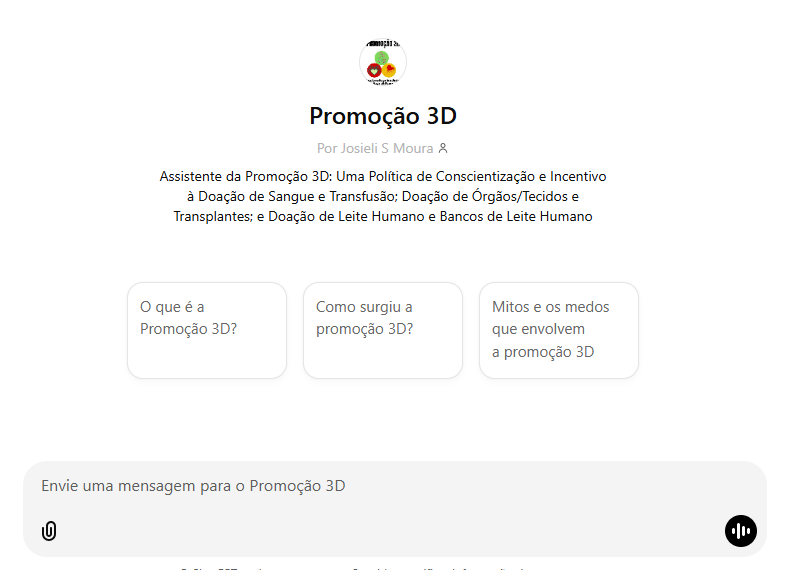 PROMOÇÃO 3D
Promoção 3D
Por Josieli S Moura
Assistente da Promoção 3D: Uma Política de Conscientização e Incentivo
à Doação de Sangue e Transfusão; Doação de Órgãos/Tecidos e
Transplantes; e Doação de Leite Humano e Bancos de Leite Humano
O que é a
Promoção 3D?
Como surgiu a
promoção 3D?
Mitos e os medos
que envolvem
a promoção 3D
Envie uma mensagem para o Promoção 3D